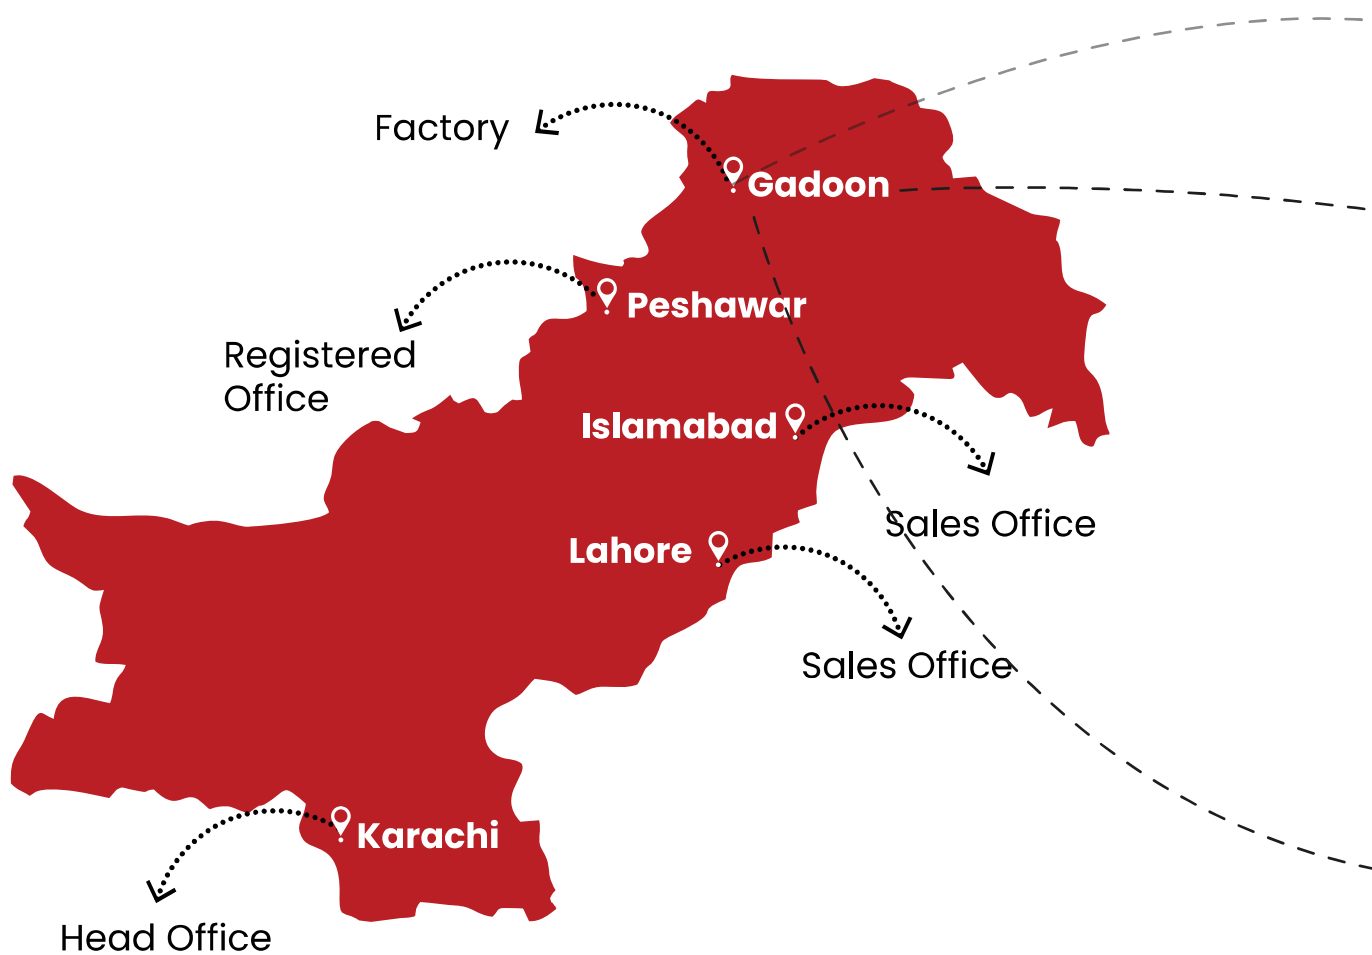 Factory
Gadoon
Peshawar
Registered
Office
Islamabad
Sales Office
Lahore
Sales Office
Karachi
Head Office